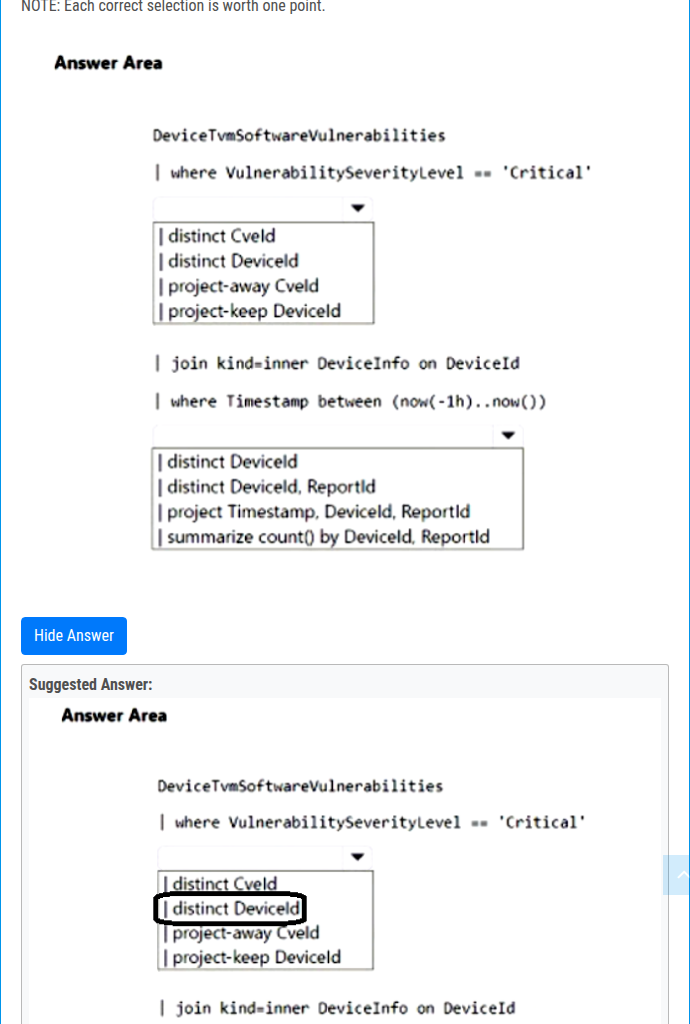 NOTE: Each correct selection is worth one point.
Answer Area
DeviceTvmSoftwareVulnerabilities
| where VulnerabilitySeverityLevel == 'Critical'
| distinct CveId
| distinct DeviceId
| project-away CveId
| project-keep DeviceId
| join kind=inner DeviceInfo on DeviceId
| where Timestamp between (now(-1h)..now())
| distinct DeviceId
| distinct DeviceId, ReportId
| project Timestamp, DeviceId, ReportId
| summarize count() by DeviceId, ReportId
Hide Answer
Suggested Answer:
Answer Area
DeviceTvmSoftwareVulnerabilities
| where VulnerabilitySeverityLevel == 'Critical'
| distinct CveId
| distinct DeviceId
| project-away CveId
| project-keep DeviceId
| join kind=inner DeviceInfo on DeviceId